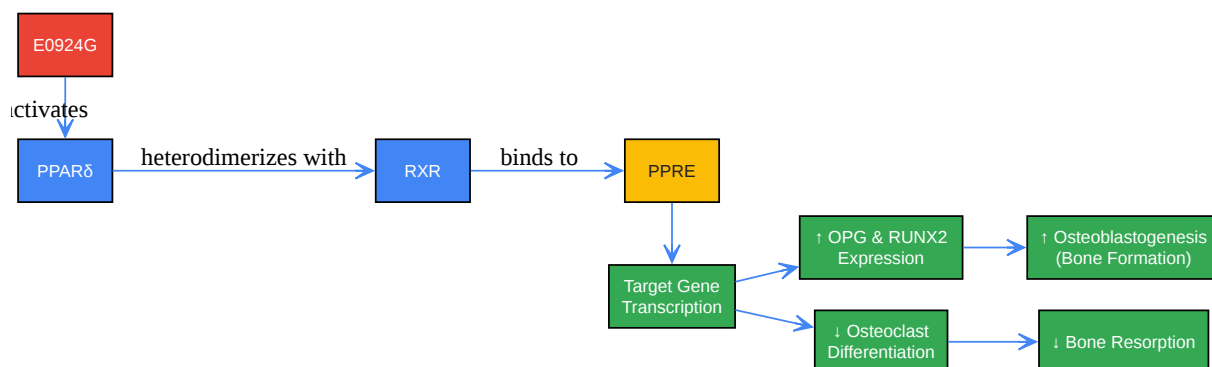 E0924G
activates
PPARδ
heterodimerizes with
RXR
binds to
PPRE
↑ OPG & RUNX2
Expression
↑ Osteoblastogenesis
(Bone Formation)
Target Gene
Transcription
↓ Osteoclast
Differentiation
↓ Bone Resorption